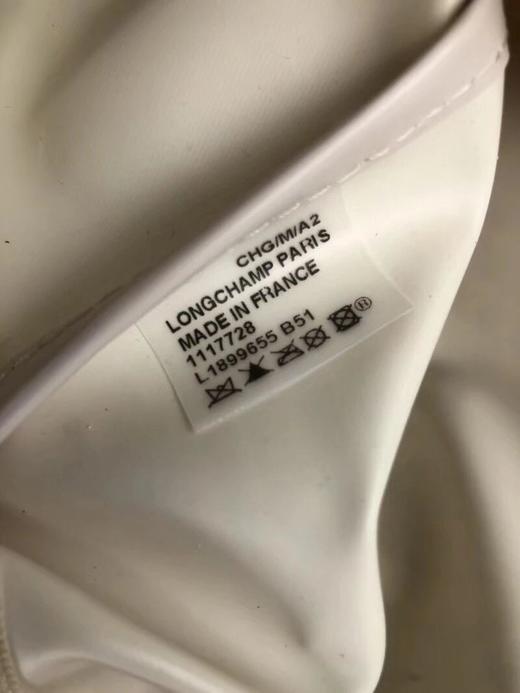 CHG/M/A2
LONGCHAMP PARIS
MADE IN FRANCE
1117728
L1899655 B51
®